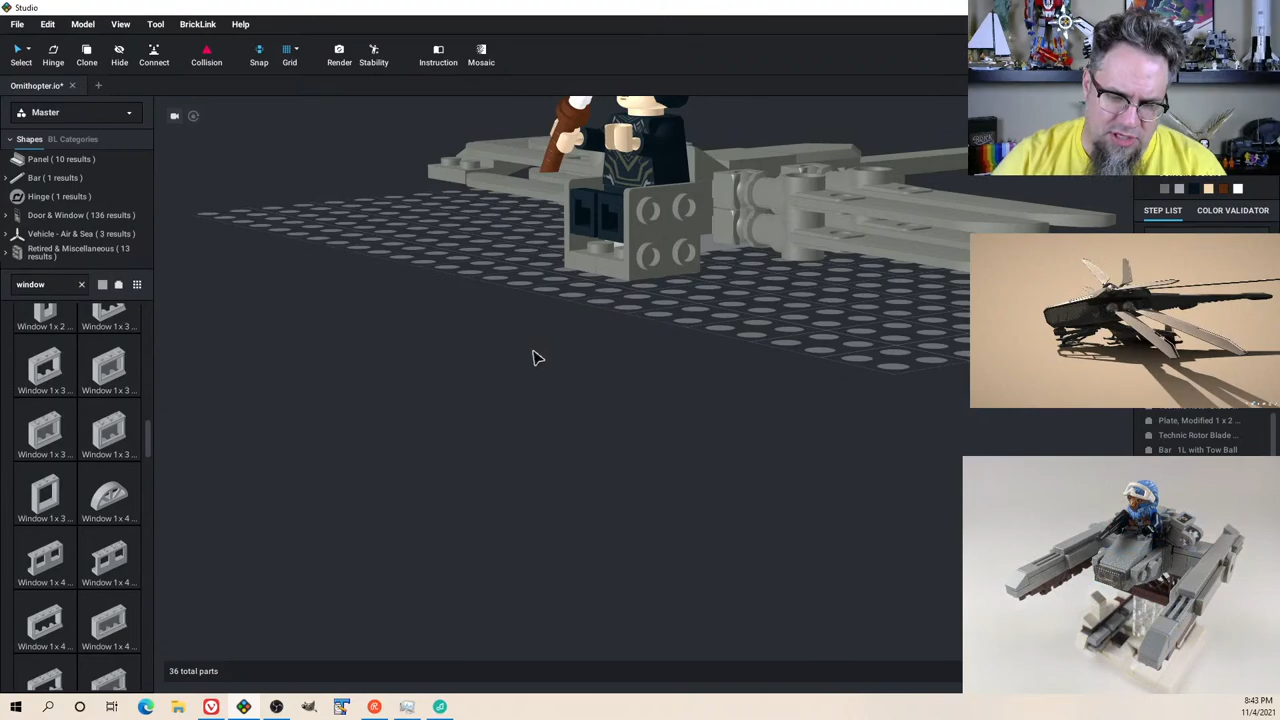 Studio
File Edit Model View Tool BrickLink Help
Select Hinge Clone Hide Connect Collision Snap Grid Render Stability Instruction Mosaic
Ornithopter.io*
Master
Shapes BL Categories
Panel ( 10 results )
Bar ( 1 results )
Hinge ( 1 results )
Door & Window ( 136 results )
Vehicle - Air & Sea ( 3 results )
Retired & Miscellaneous ( 13
results )
window
Window 1 x 2 ... Window 1 x 3 ...
Window 1 x 3 ... Window 1 x 3 ...
Window 1 x 3 ... Window 1 x 3 ...
Window 1 x 3 ... Window 1 x 4 ...
Window 1 x 4 ... Window 1 x 4 ...
Window 1 x 4 ... Window 1 x 4 ...
36 total parts
STEP LIST COLOR VALIDATOR
Plate, Modified 1 x 2 ...
Technic Rotor Blade ...
Bar 1L with Tow Ball
8:43 PM
11/4/2021